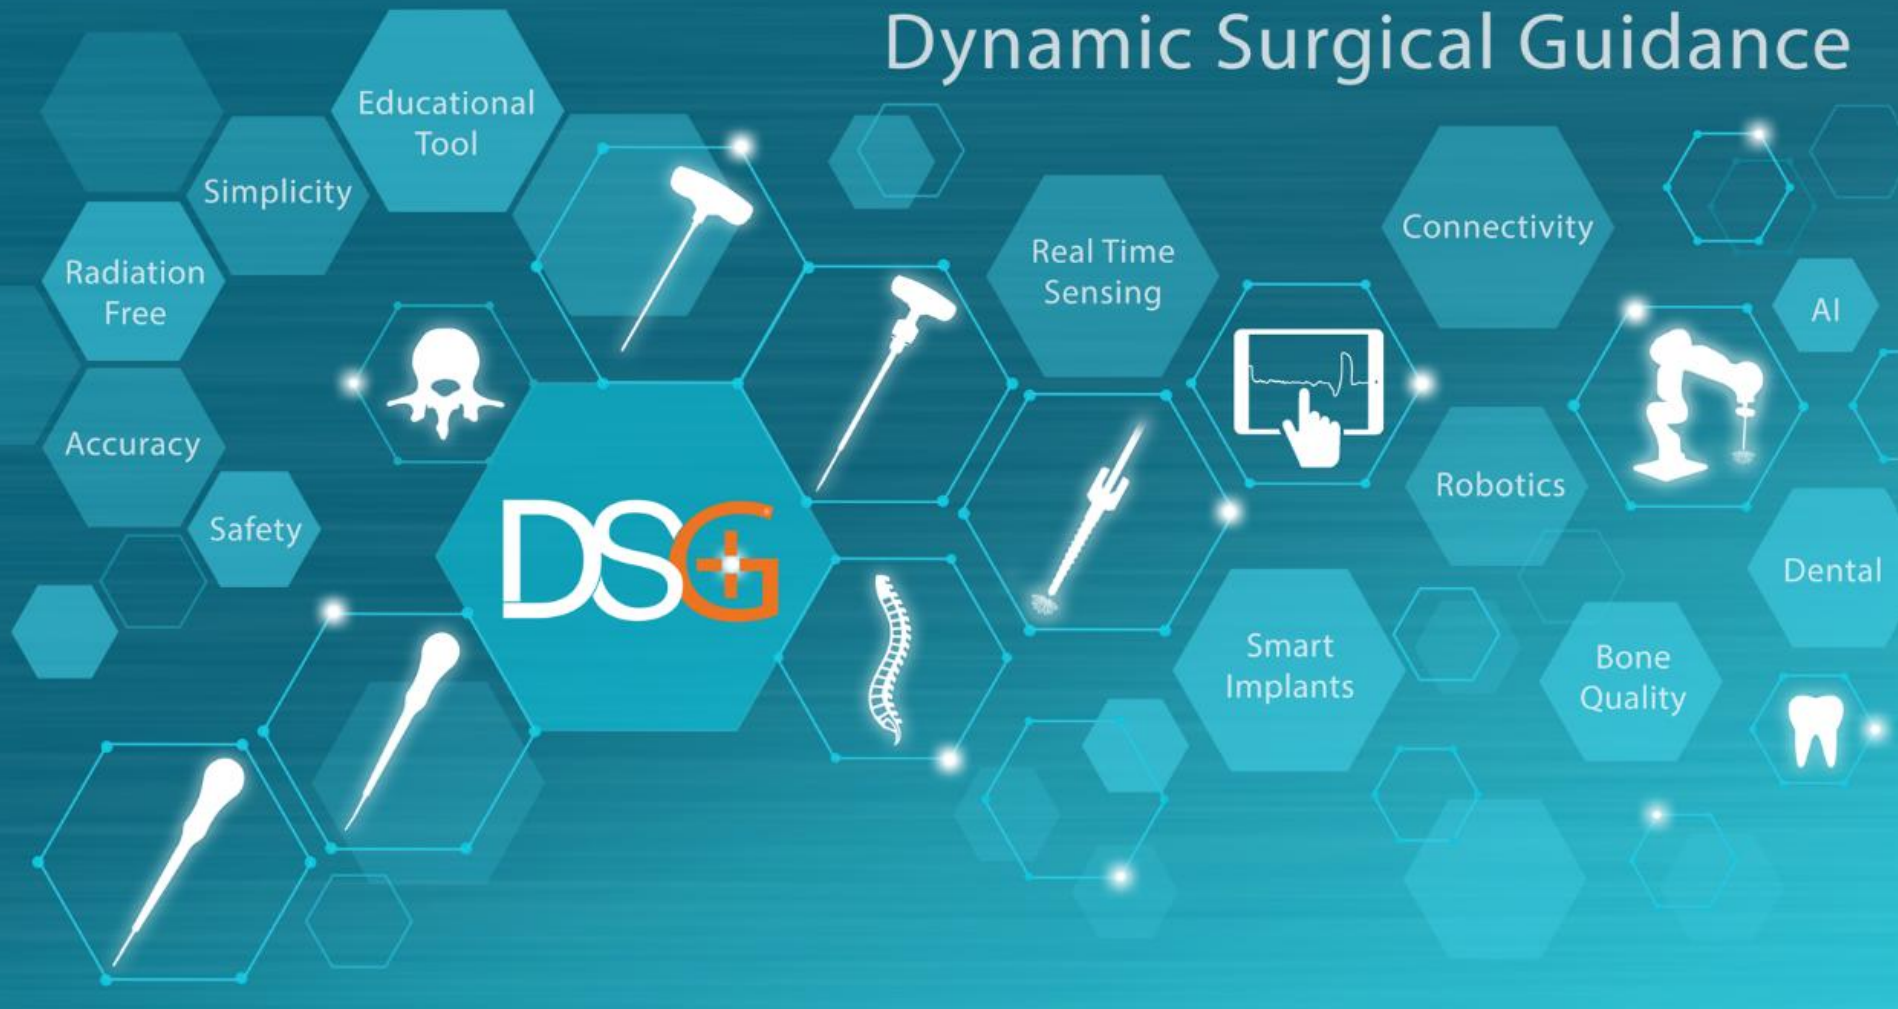 Dynamic Surgical Guidance
Educational
Tool
Simplicity
Radiation
Free
Accuracy
Safety
DSG
Real Time
Sensing
Connectivity
AI
Robotics
Dental
Smart
Implants
Bone
Quality